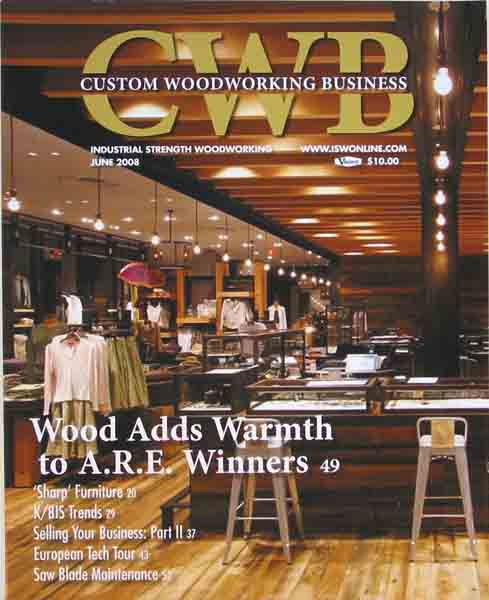 CWB
CUSTOM WOODWORKING BUSINESS
INDUSTRIAL STRENGTH WOODWORKING WWW.ISWONLINE.COM
JUNE 2008 Vance $10.00
Wood Adds Warmth
to A.R.E. Winners 49
'Sharp' Furniture 20
K/BIS Trends 29
Selling Your Business: Part II 37
European Tech Tour 43
Saw Blade Maintenance